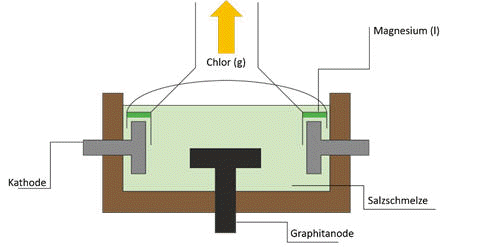 Chlor (g)
Magnesium (l)
Kathode
Salzschmelze
Graphitanode